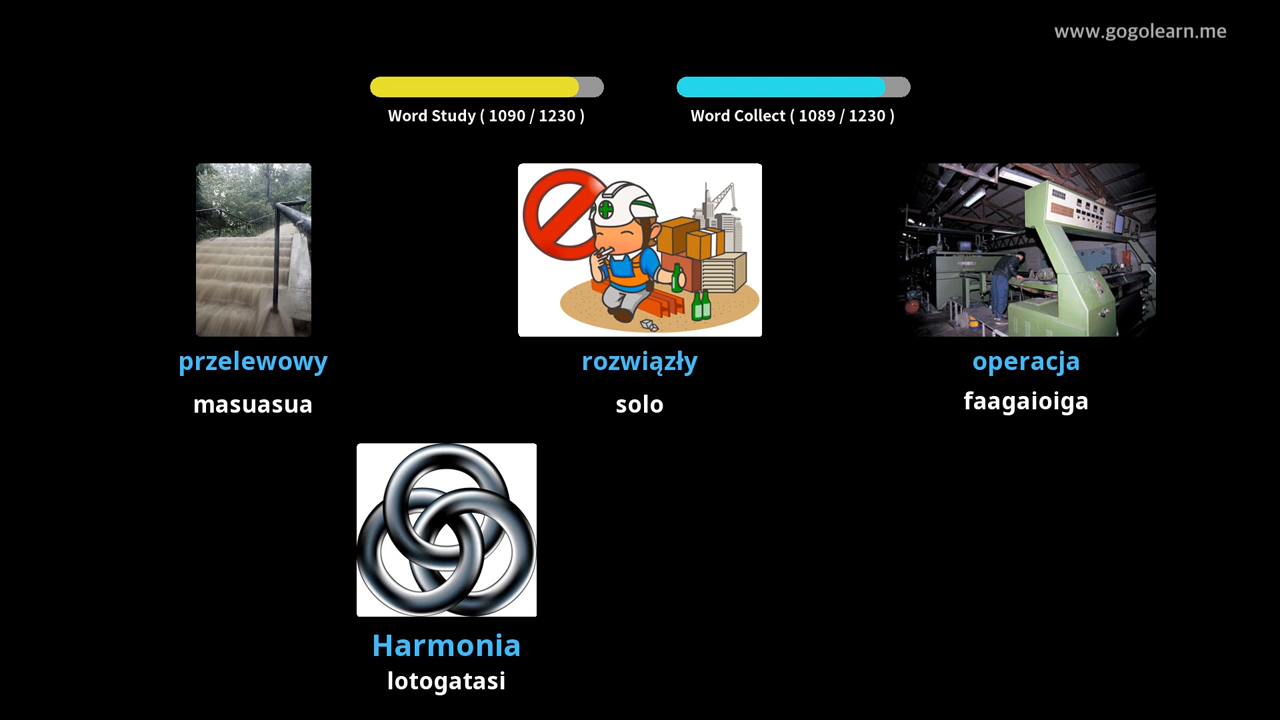 www.gogolearn.me
Word Study ( 1090 / 1230 )
Word Collect ( 1089 / 1230 )
przelewowy
rozwiązły
operacja
masuasua
solo
faagaioiga
Harmonia
lotogatasi